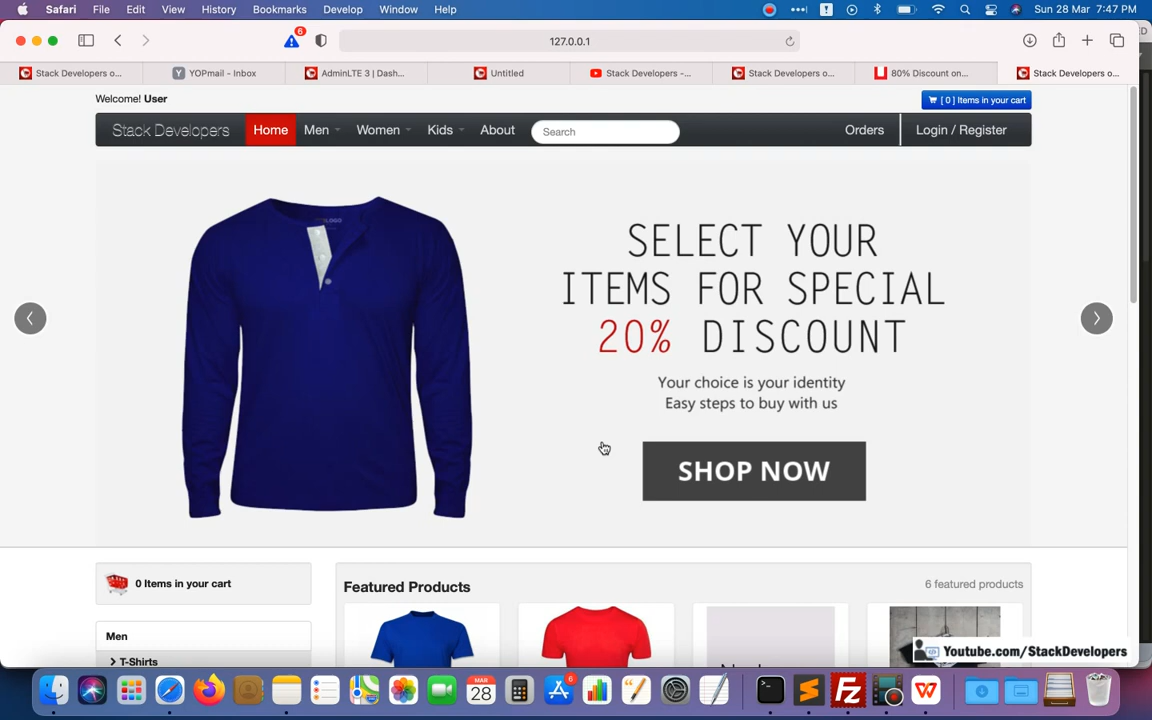 Safari File Edit View History Bookmarks Develop Window Help Sun 28 Mar 7:47 PM
6
127.0.0.1
Stack Developers o... YOPmail - Inbox AdminLTE 3 | Dash... Untitled Stack Developers -... Stack Developers o... 80% Discount on... Stack Developers o...
Welcome! User
[ 0 ] Items in your cart
Stack Developers Home Men Women Kids About Search Orders Login / Register
SELECT YOUR
ITEMS FOR SPECIAL
20% DISCOUNT
Your choice is your identity
Easy steps to buy with us
SHOP NOW
0 Items in your cart
Featured Products 6 featured products
Men
T-Shirts
Youtube.com/StackDevelopers
MAR
28
6